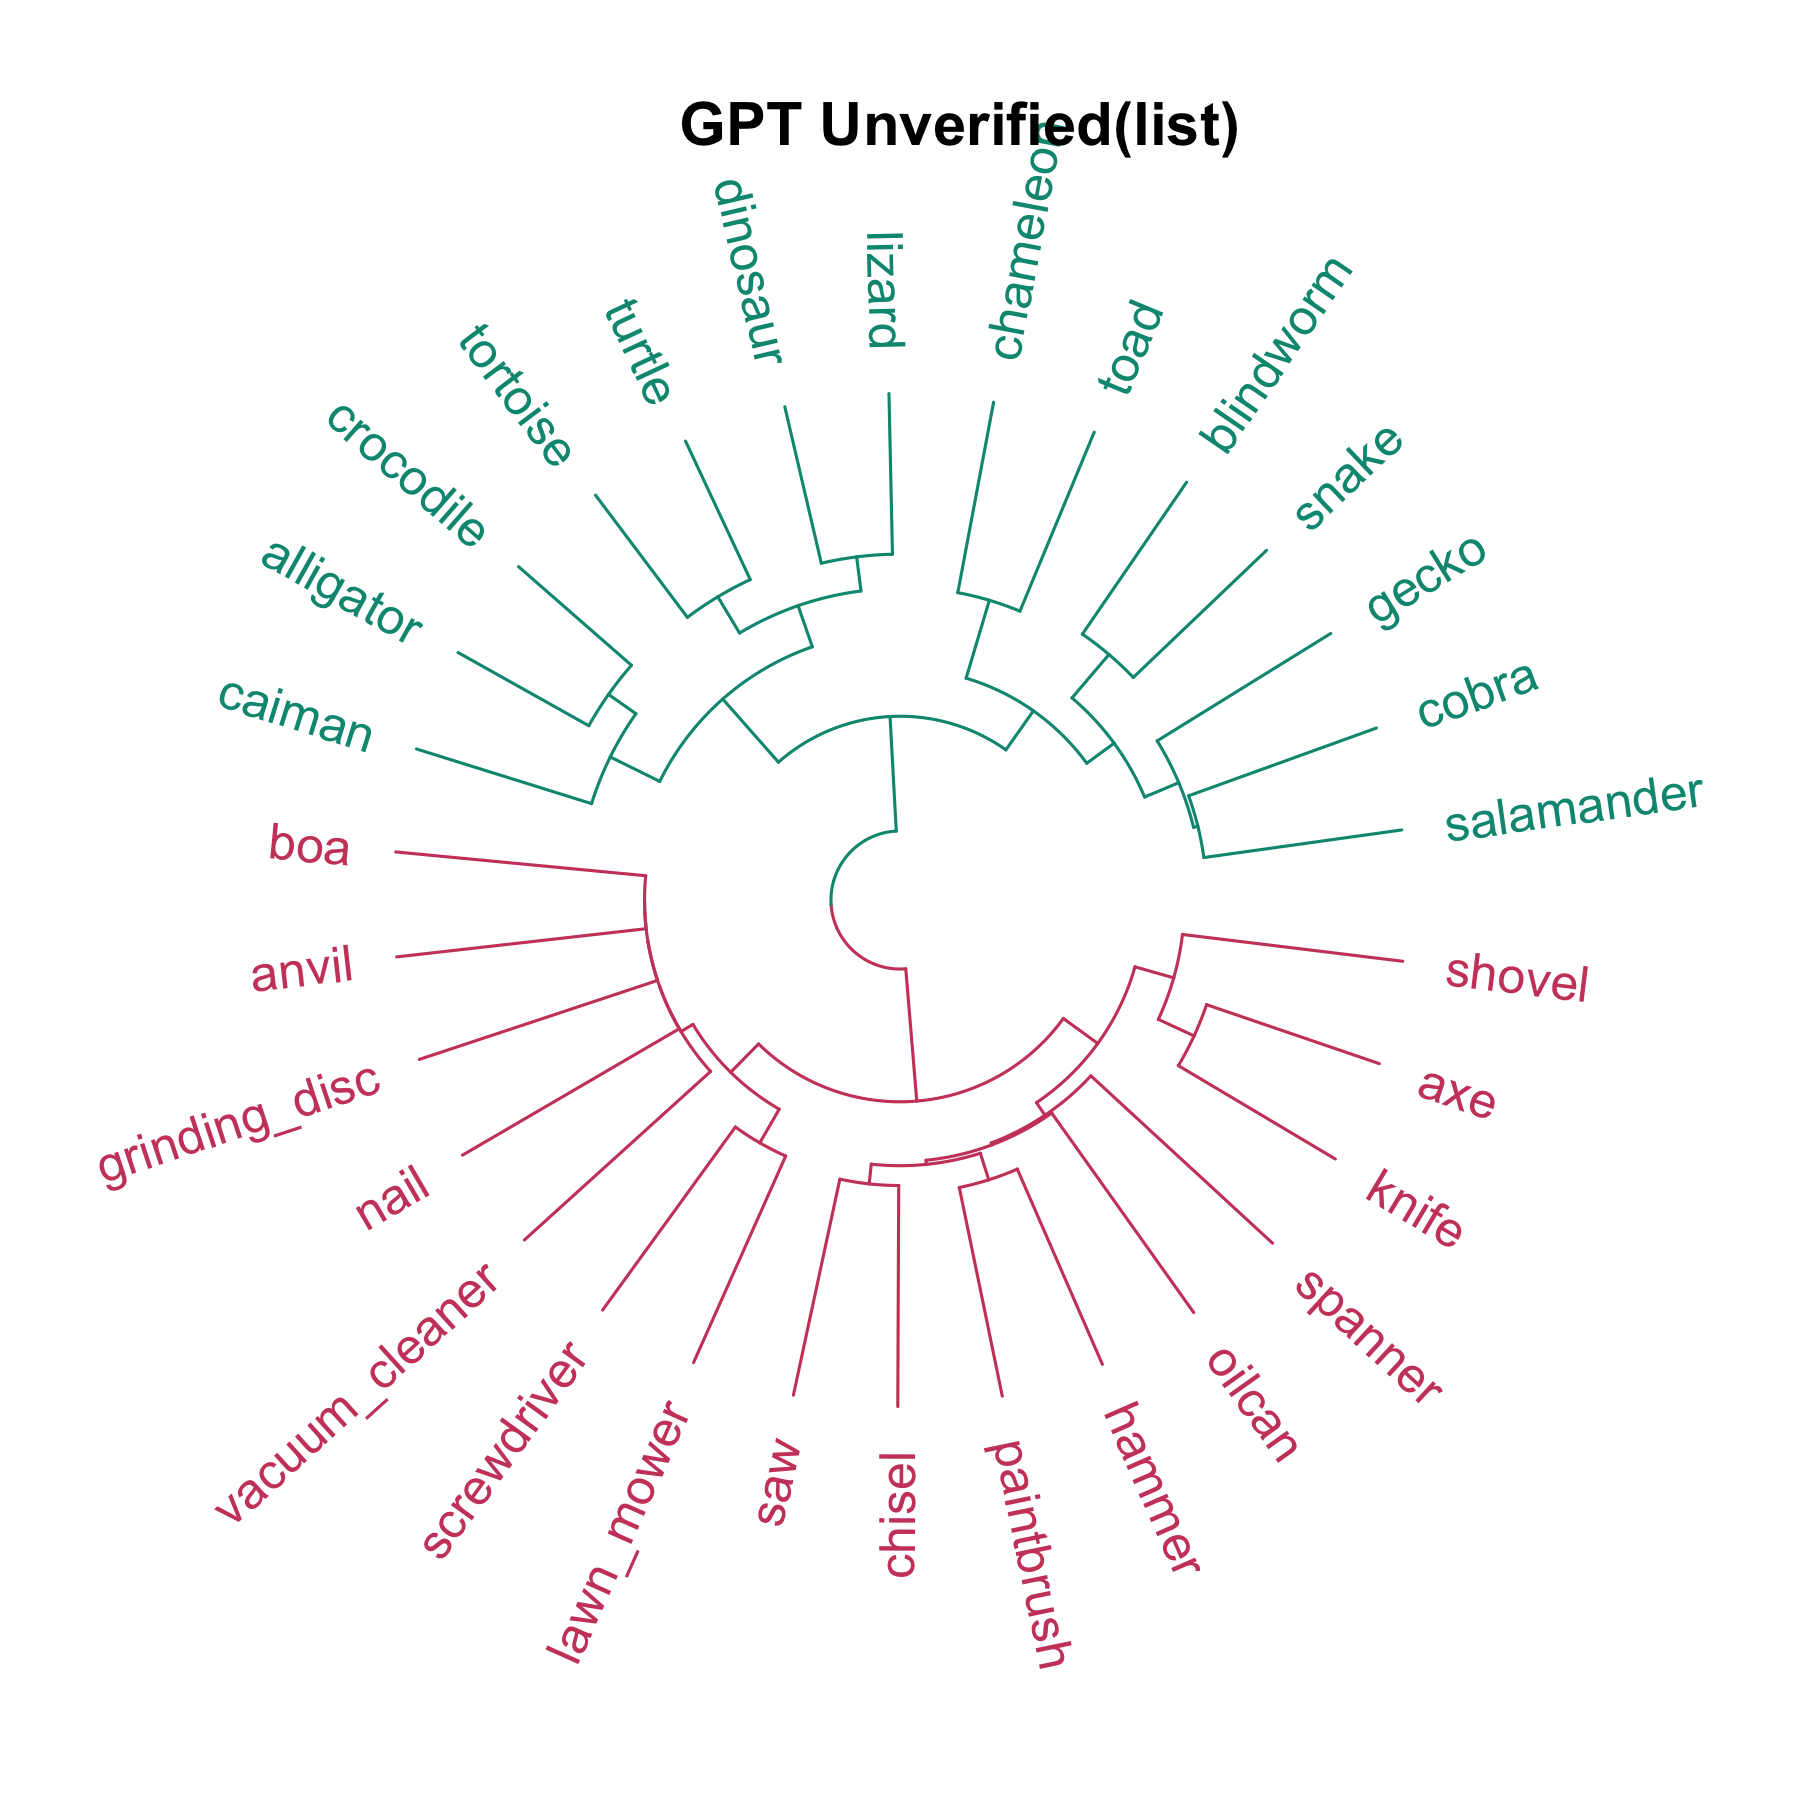 GPT Unverified(list)
chameleon
lizard
dinosaur
turtle
tortoise
crocodile
alligator
caiman
boa
anvil
grinding_disc
nail
vacuum_cleaner
screwdriver
lawn_mower
saw
chisel
paintbrush
hammer
oilcan
spanner
knife
axe
shovel
salamander
cobra
gecko
snake
blindworm
toad